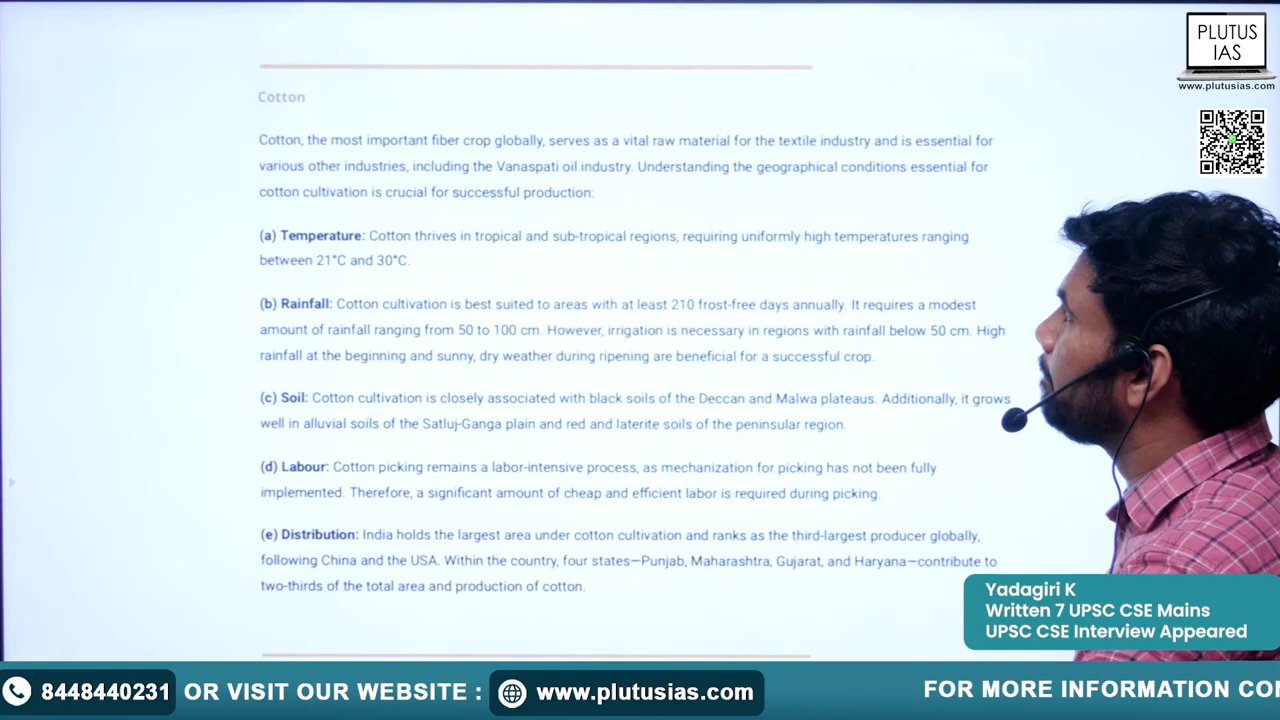 PLUTUS
IAS
www.plutusias.com
Cotton
Cotton, the most important fiber crop globally, serves as a vital raw material for the textile industry and is essential for
various other industries, including the Vanaspati oil industry. Understanding the geographical conditions essential for
cotton cultivation is crucial for successful production:
(a) Temperature: Cotton thrives in tropical and sub-tropical regions, requiring uniformly high temperatures ranging
between 21°C and 30°C.
(b) Rainfall: Cotton cultivation is best suited to areas with at least 210 frost-free days annually. It requires a modest
amount of rainfall ranging from 50 to 100 cm. However, irrigation is necessary in regions with rainfall below 50 cm. High
rainfall at the beginning and sunny, dry weather during ripening are beneficial for a successful crop.
(c) Soil: Cotton cultivation is closely associated with black soils of the Deccan and Malwa plateaus. Additionally, it grows
well in alluvial soils of the Satluj-Ganga plain and red and laterite soils of the peninsular region.
(d) Labour: Cotton picking remains a labor-intensive process, as mechanization for picking has not been fully
implemented. Therefore, a significant amount of cheap and efficient labor is required during picking.
(e) Distribution: India holds the largest area under cotton cultivation and ranks as the third-largest producer globally,
following China and the USA. Within the country, four states—Punjab, Maharashtra, Gujarat, and Haryana—contribute to
two-thirds of the total area and production of cotton.
Yadagiri K
Written 7 UPSC CSE Mains
UPSC CSE Interview Appeared
8448440231 OR VISIT OUR WEBSITE : www.plutusias.com FOR MORE INFORMATION CON